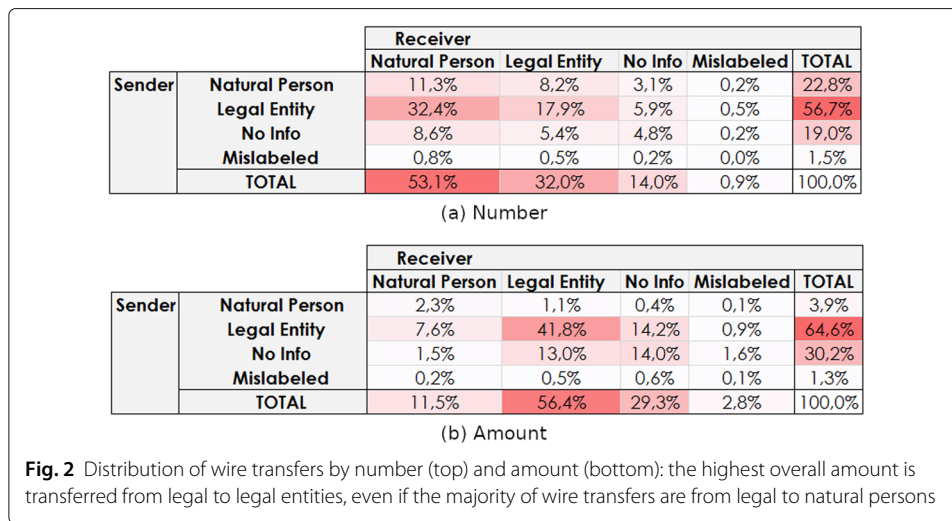 Receiver
Natural Person Legal Entity No Info Mislabeled TOTAL
Sender Natural Person 11,3% 8,2% 3,1% 0,2% 22,8%
Legal Entity 32,4% 17,9% 5,9% 0,5% 56,7%
No Info 8,6% 5,4% 4,8% 0,2% 19,0%
Mislabeled 0,8% 0,5% 0,2% 0,0% 1,5%
TOTAL 53,1% 32,0% 14,0% 0,9% 100,0%
(a) Number
Receiver
Natural Person Legal Entity No Info Mislabeled TOTAL
Sender Natural Person 2,3% 1,1% 0,4% 0,1% 3,9%
Legal Entity 7,6% 41,8% 14,2% 0,9% 64,6%
No Info 1,5% 13,0% 14,0% 1,6% 30,2%
Mislabeled 0,2% 0,5% 0,6% 0,1% 1,3%
TOTAL 11,5% 56,4% 29,3% 2,8% 100,0%
(b) Amount
Fig. 2 Distribution of wire transfers by number (top) and amount (bottom): the highest overall amount is
transferred from legal to legal entities, even if the majority of wire transfers are from legal to natural persons